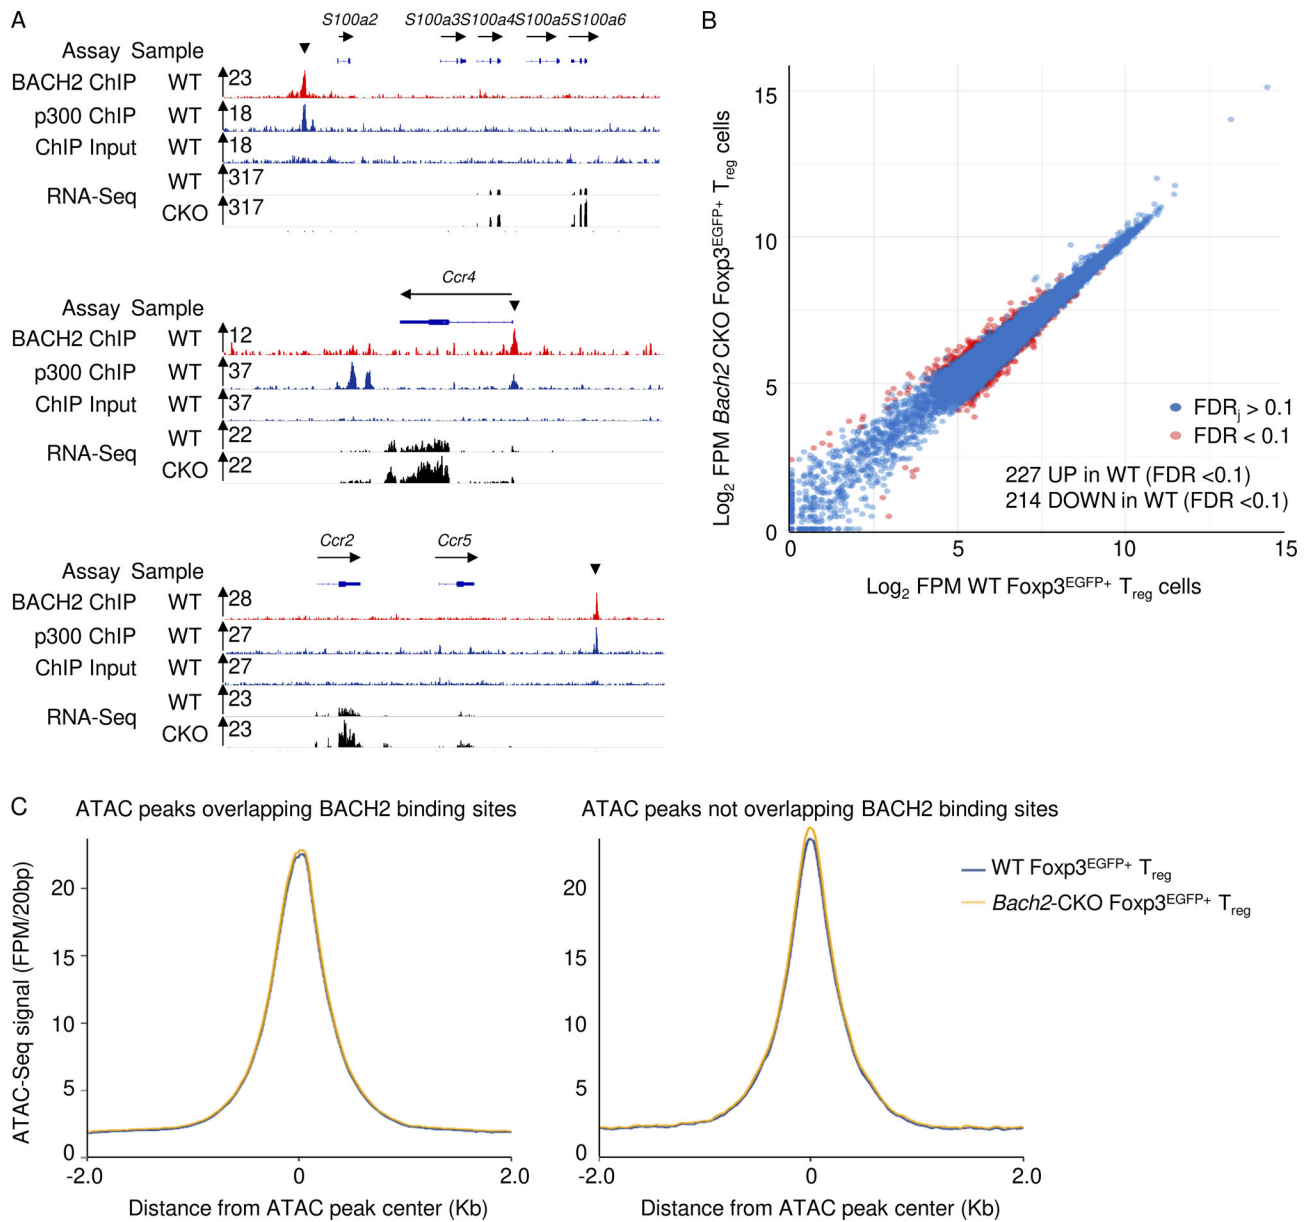 A
S100a2 S100a3 S100a4 S100a5 S100a6
Assay Sample
BACH2 ChIP WT 23
p300 ChIP WT 18
ChIP Input WT 18
RNA-Seq
WT 317
CKO 317
Ccr4
Assay Sample
BACH2 ChIP WT 12
p300 ChIP WT 37
ChIP Input WT 37
RNA-Seq
WT 22
CKO 22
Ccr2 Ccr5
Assay Sample
BACH2 ChIP WT 28
p300 ChIP WT 27
ChIP Input WT 27
RNA-Seq
WT 23
CKO 23
B
Log2 FPM Bach2 CKO Foxp3EGFP+ Treg cells
15
10
5
0
FDRj > 0.1
FDR < 0.1
227 UP in WT (FDR <0.1)
214 DOWN in WT (FDR <0.1)
0 5 10 15
Log2 FPM WT Foxp3EGFP+ Treg cells
C
ATAC peaks overlapping BACH2 binding sites
ATAC-Seq signal (FPM/20bp)
20
15
10
5
0
-2.0 0 2.0
Distance from ATAC peak center (Kb)
ATAC peaks not overlapping BACH2 binding sites
20
15
10
5
0
-2.0 0 2.0
Distance from ATAC peak center (Kb)
WT Foxp3EGFP+ Treg
Bach2-CKO Foxp3EGFP+ Treg